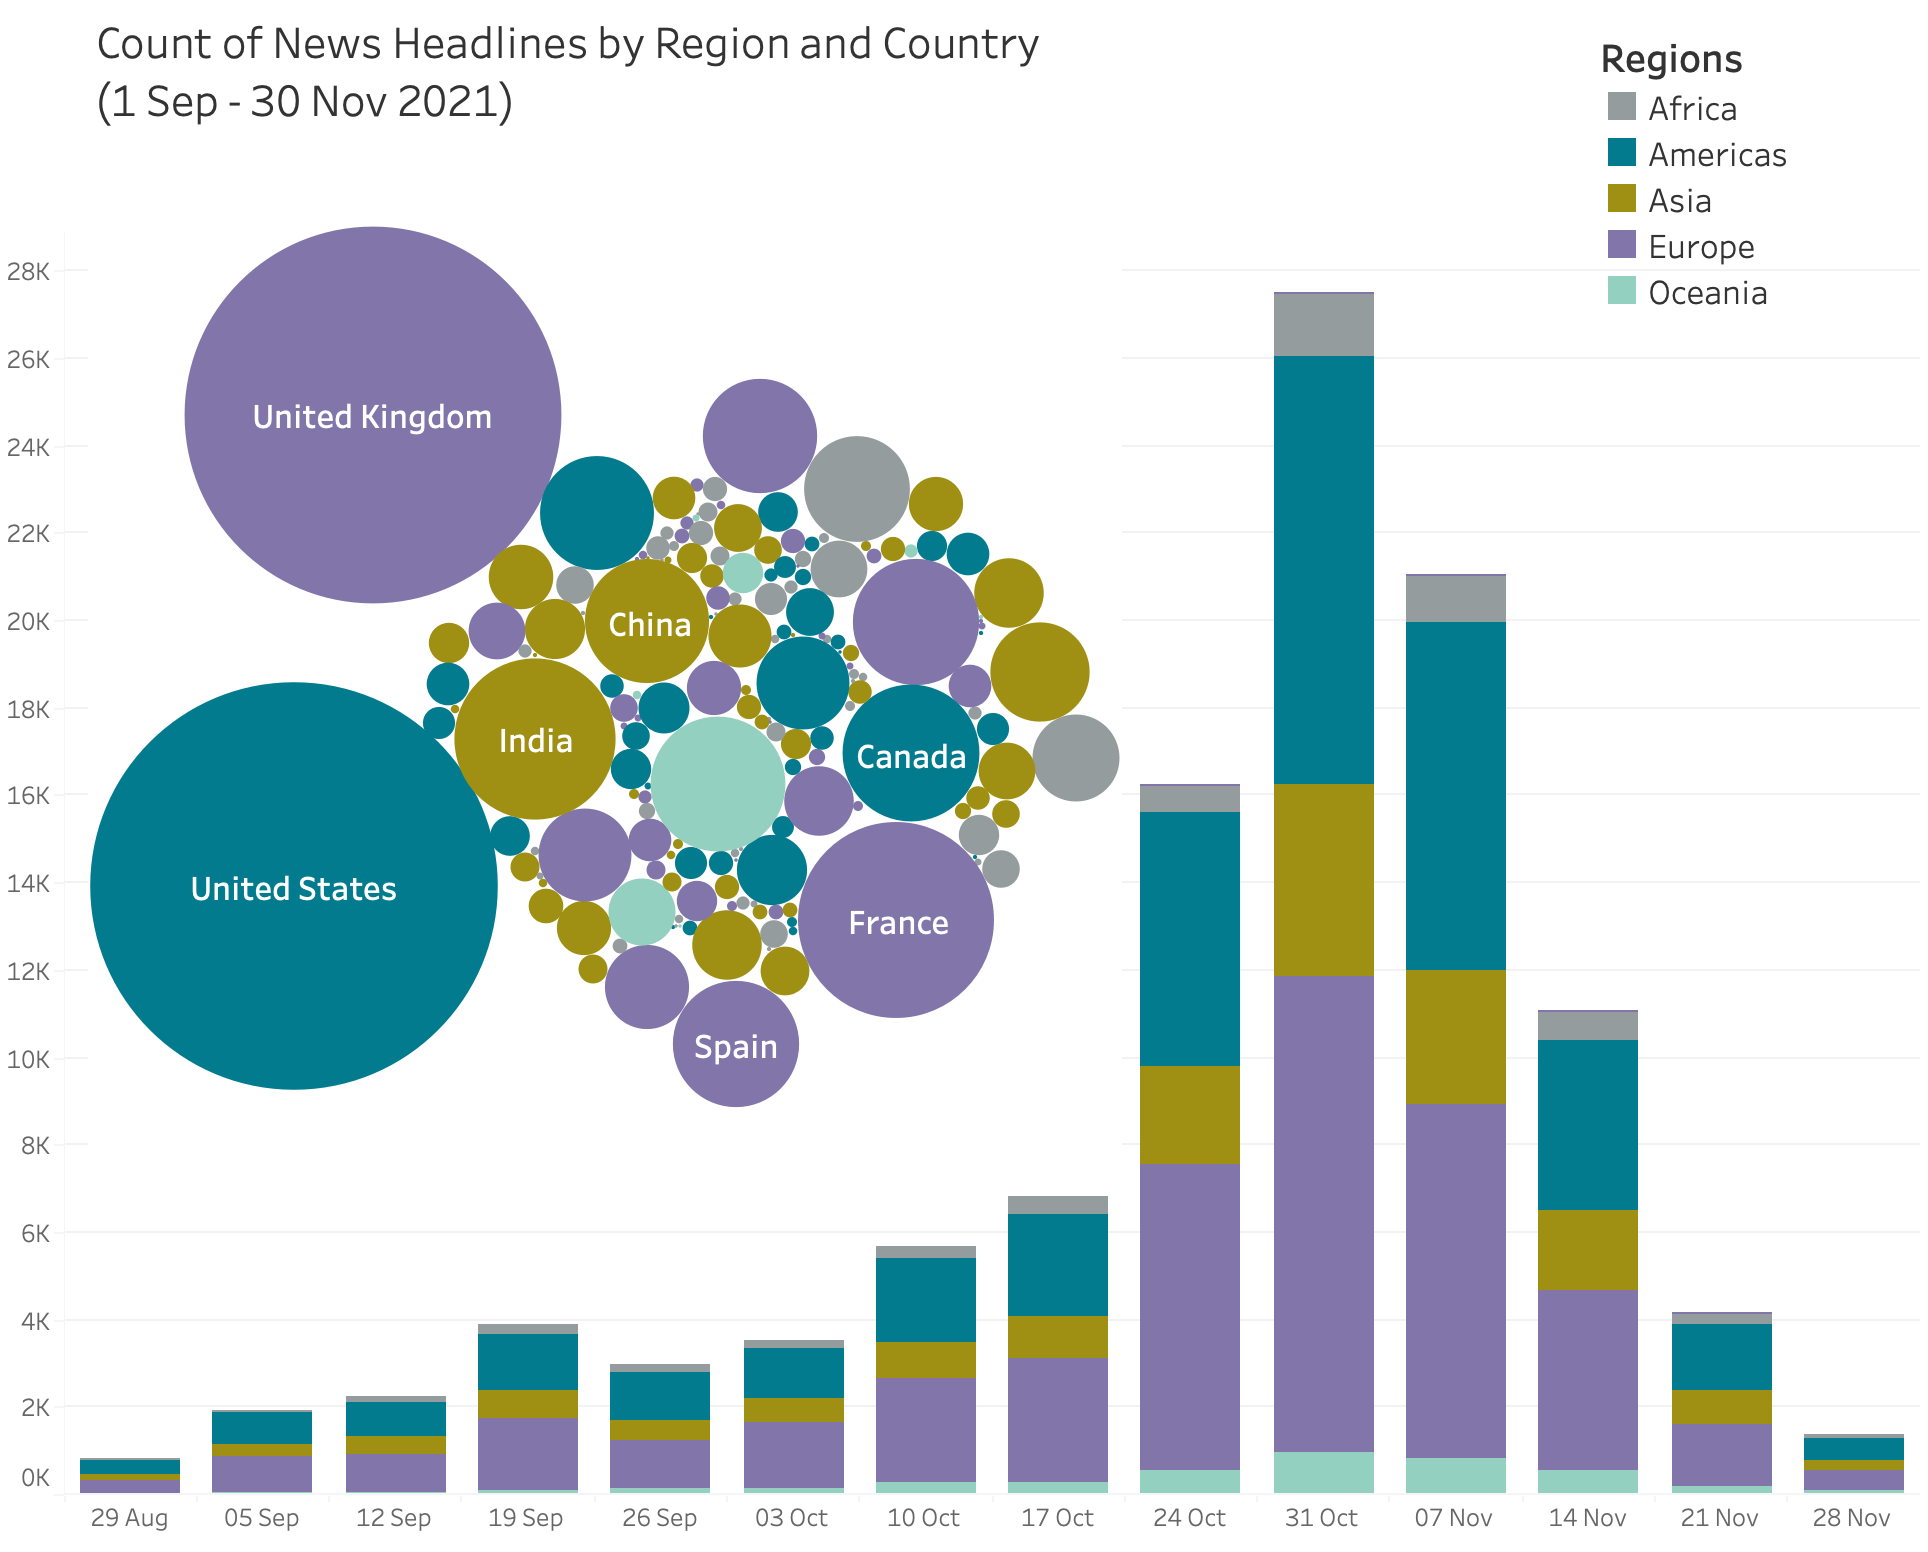 Count of News Headlines by Region and Country
(1 Sep - 30 Nov 2021)
Regions
Africa
Americas
Asia
Europe
Oceania
28K
26K
24K
22K
20K
18K
16K
14K
12K
10K
8K
6K
4K
2K
0K
United Kingdom
China
India
Canada
United States
France
Spain
29 Aug
05 Sep
12 Sep
19 Sep
26 Sep
03 Oct
10 Oct
17 Oct
24 Oct
31 Oct
07 Nov
14 Nov
21 Nov
28 Nov